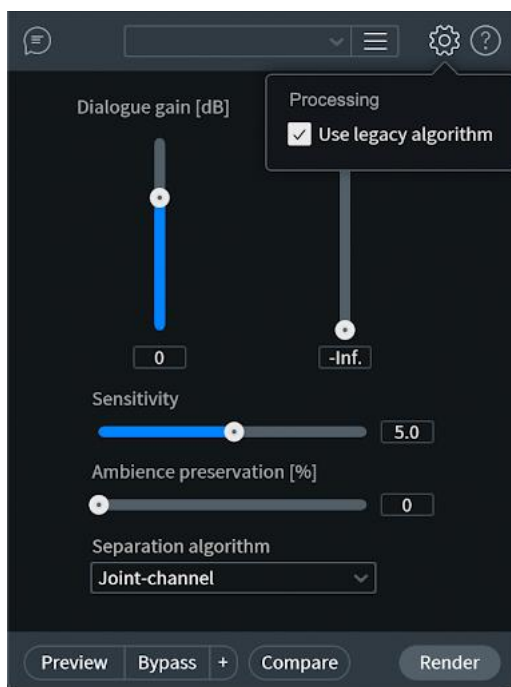 Dialogue gain [dB]
Processing
Use legacy algorithm
0
-Inf.
Sensitivity
5.0
Ambience preservation [%]
0
Separation algorithm
Joint-channel
Preview
Bypass
+
Compare
Render
?